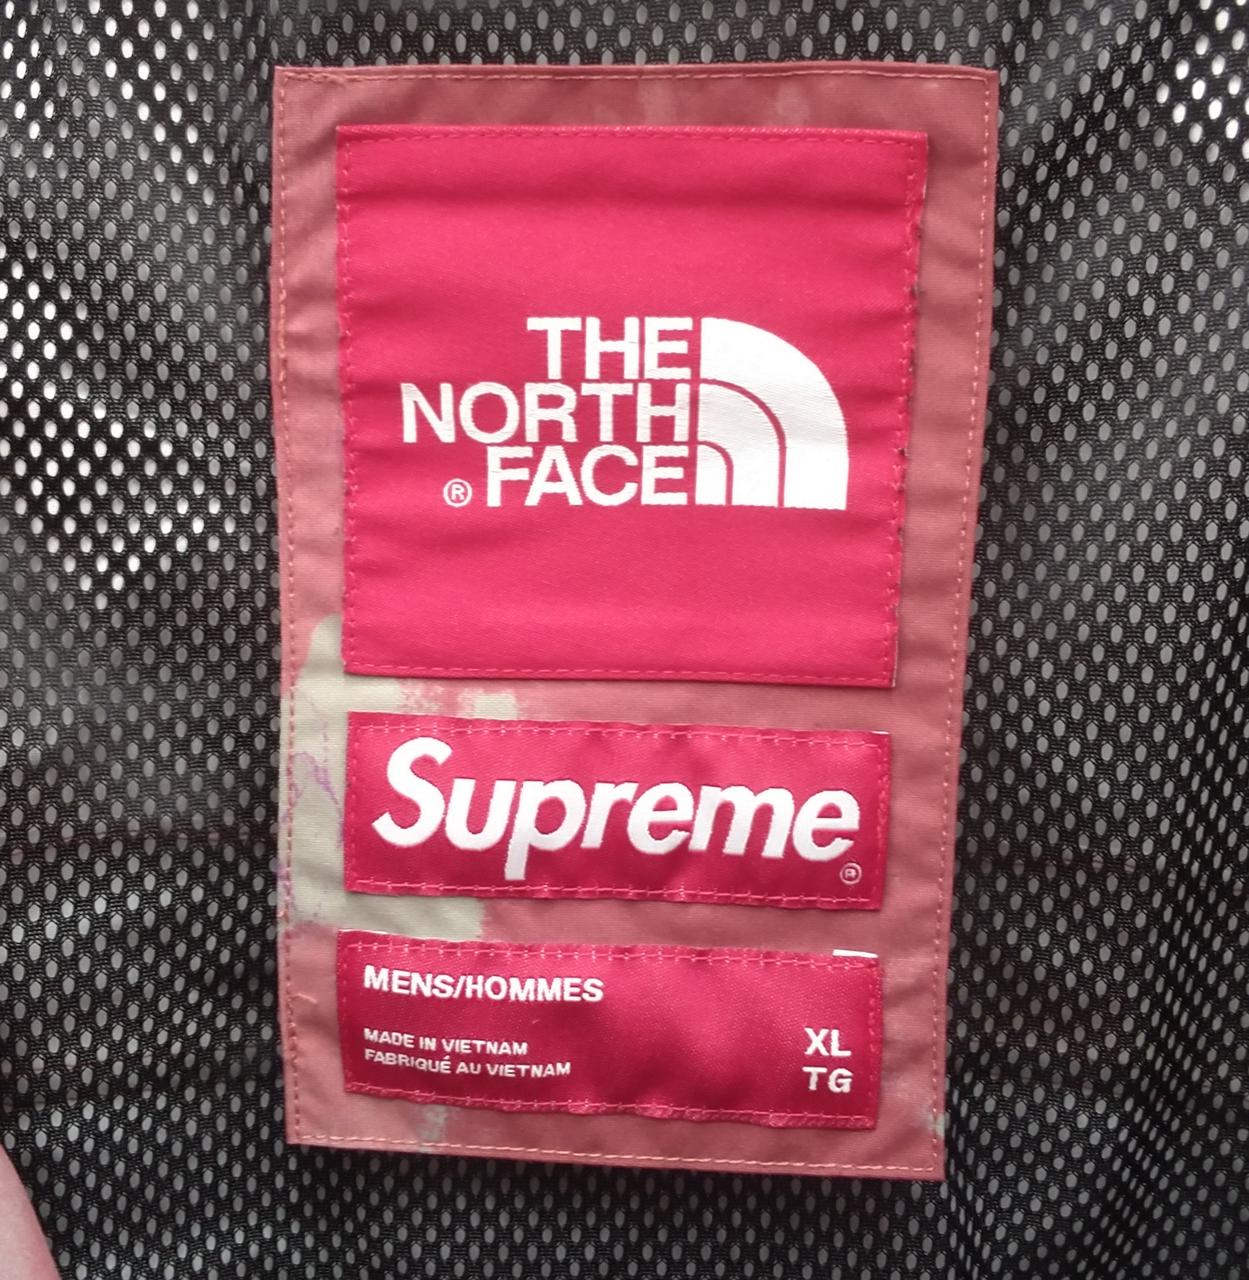 THE
NORTH
® FACE
Supreme
®
MENS/HOMMES
MADE IN VIETNAM
FABRIQUÉ AU VIETNAM
XL
TG